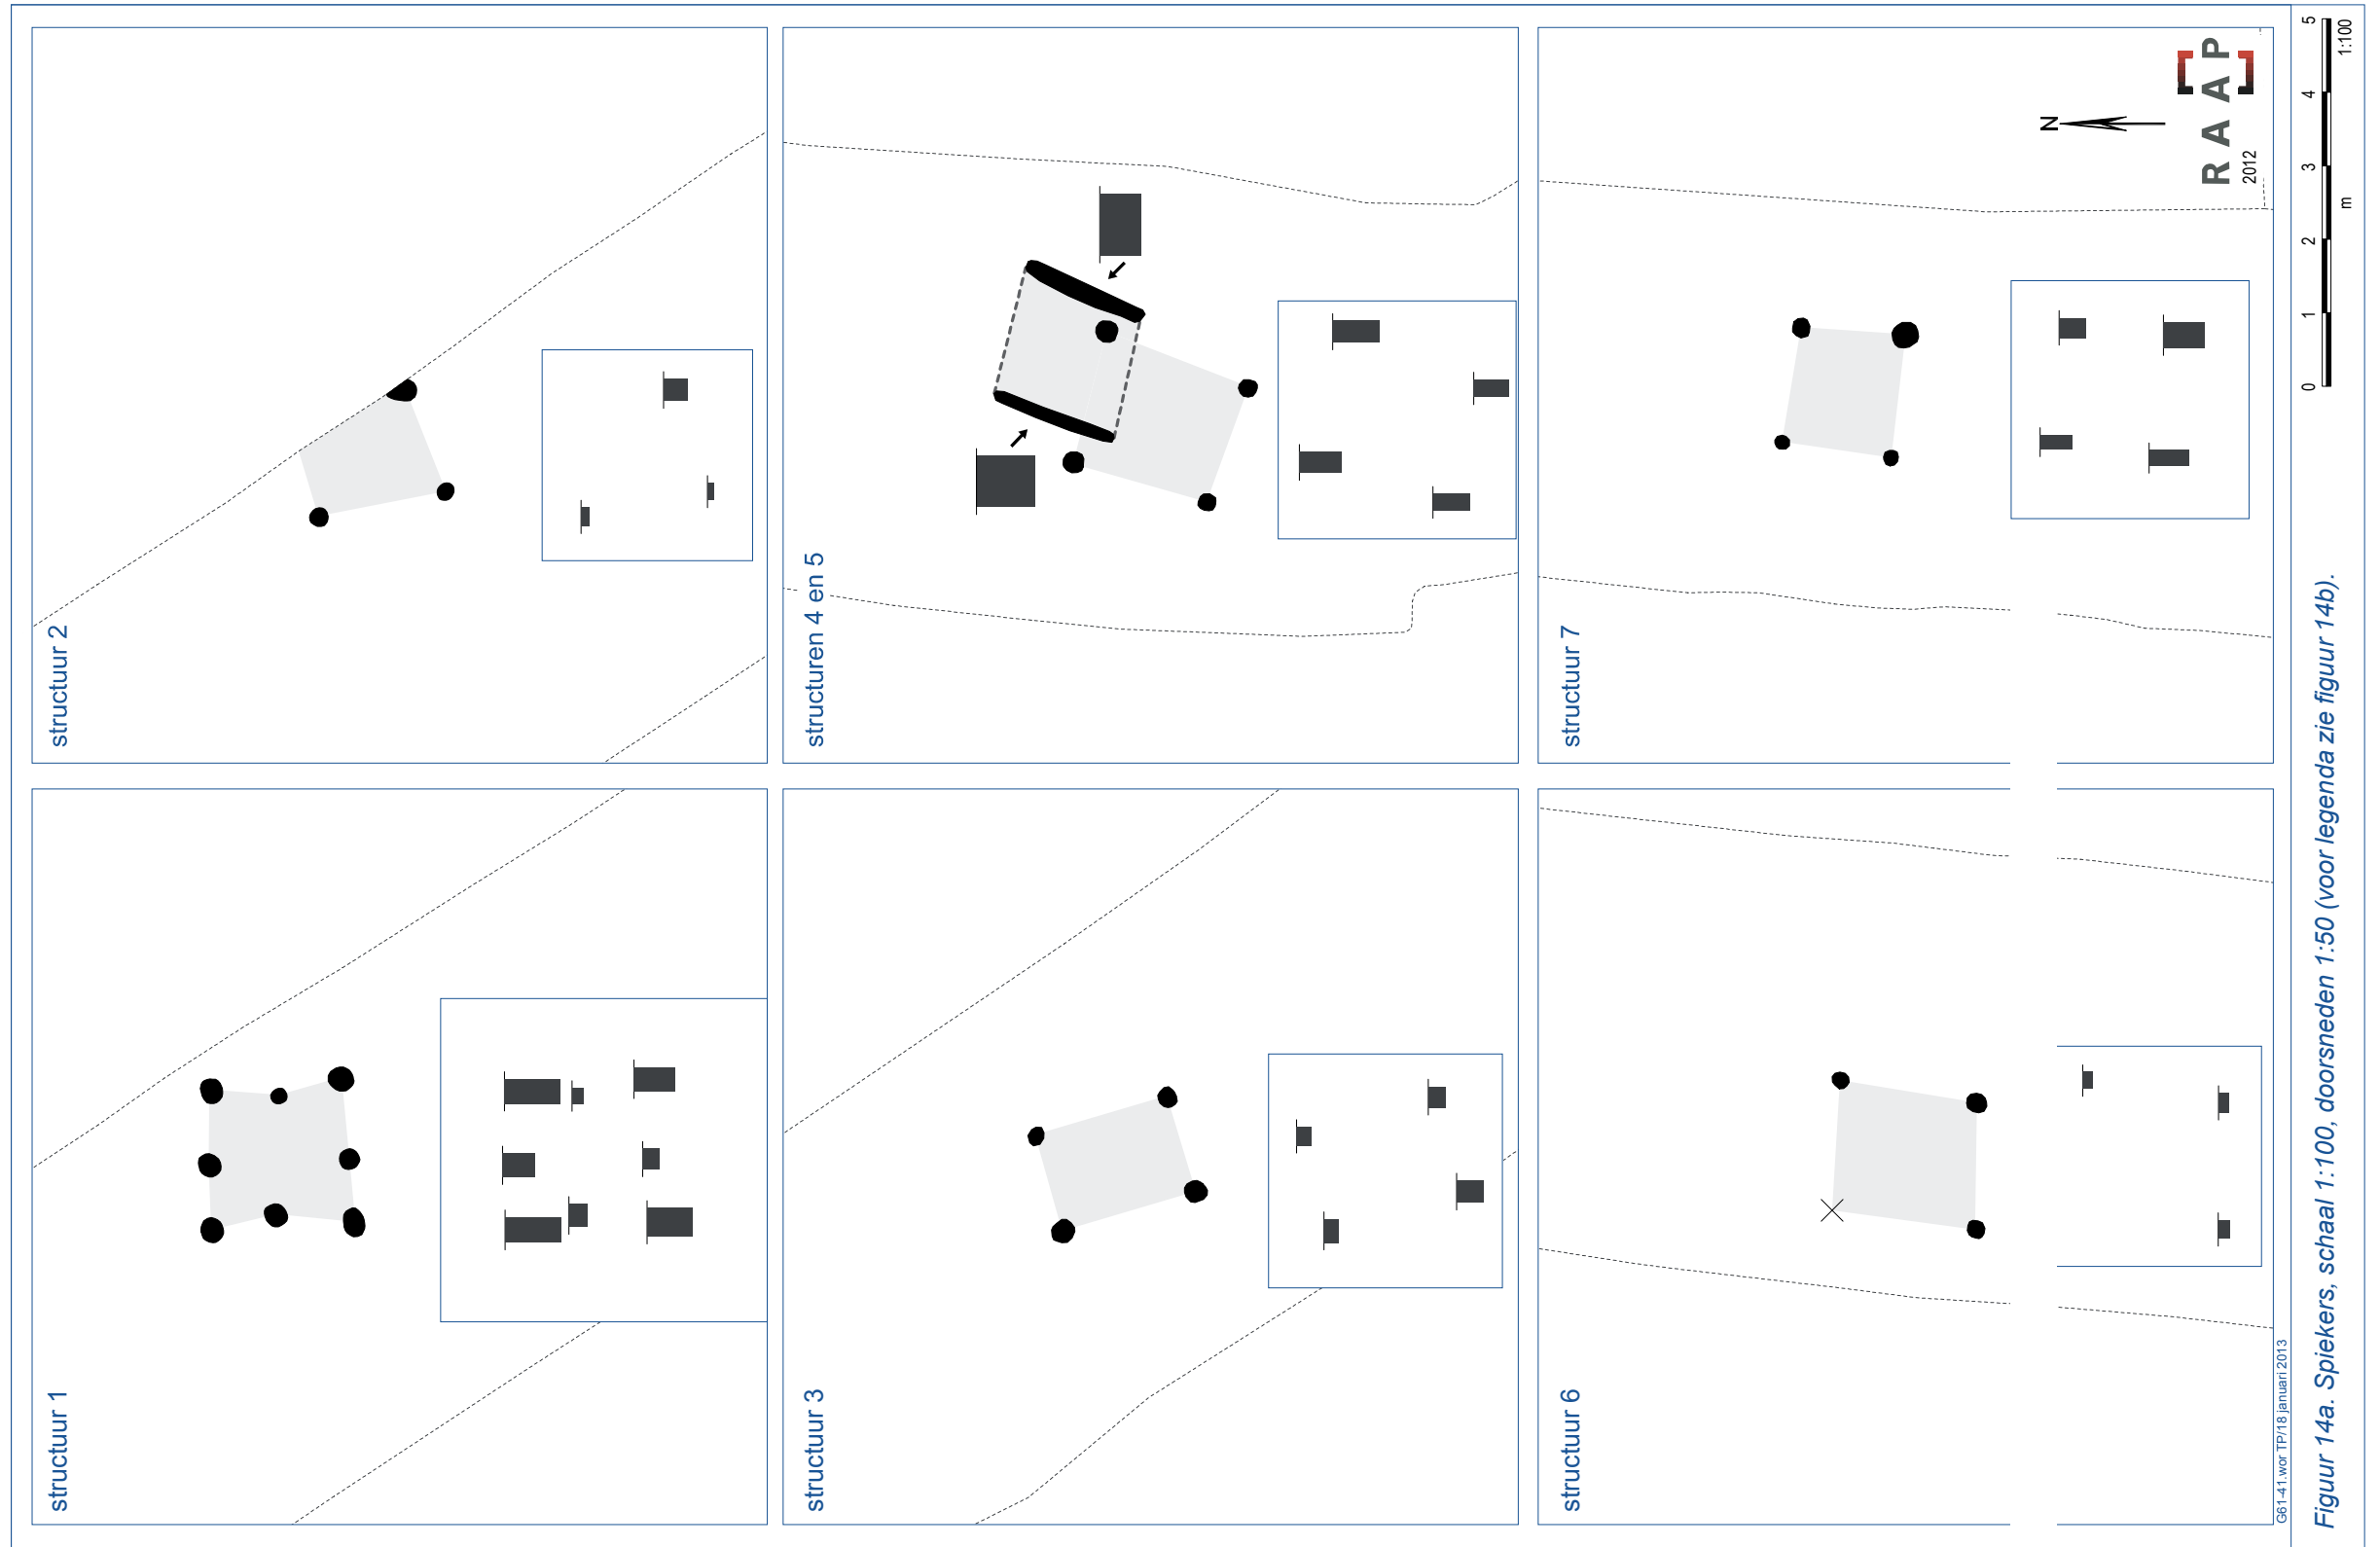 structuur 1
structuur 2
structuur 3
structuren 4 en 5
structuur 6
structuur 7
N
RAAP
2012
G61-41.wor TP/18 januari 2013
0 1 2 3 4 5
m
1:100
Figuur 14a. Spiekers, schaal 1:100, doorsneden 1:50 (voor legenda zie figuur 14b).